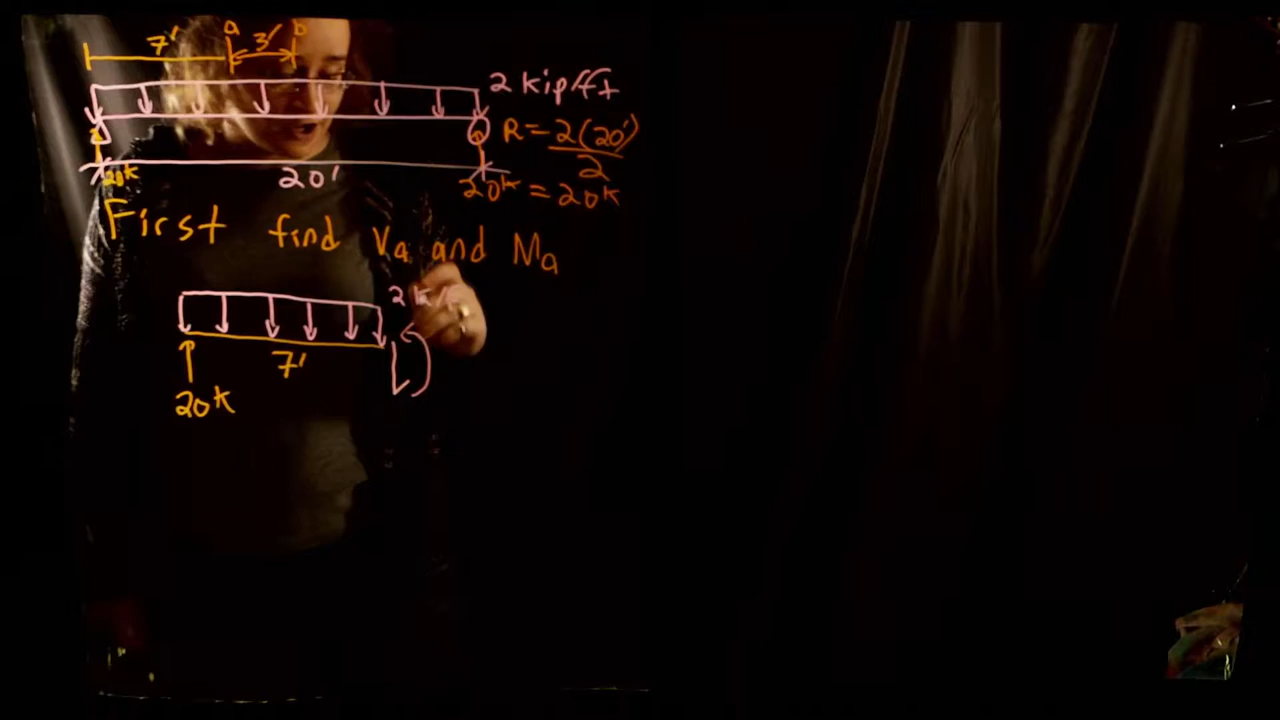 7' a 3' b
2 kip/ft
R = 2(20')
2
20k 20' 20k = 20k
First find Va and Ma
2 k
7'
20k